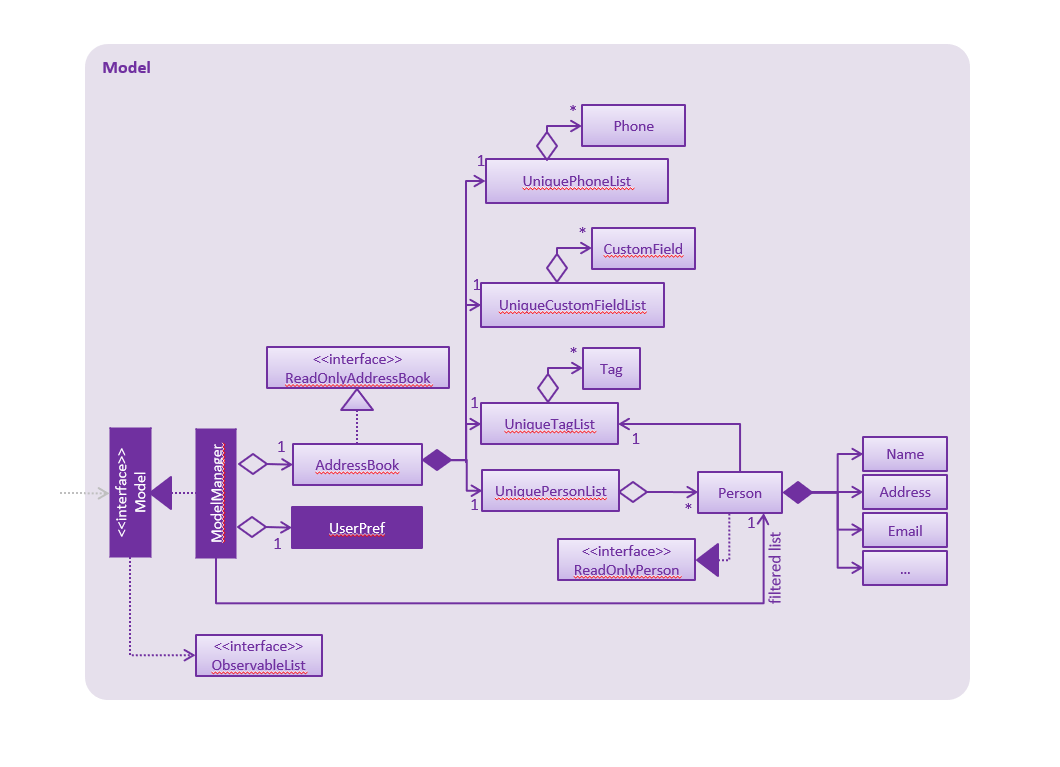 Model
*
Phone
1
UniquePhoneList
*
CustomField
1
UniqueCustomFieldList
<<interface>>
ReadOnlyAddressBook
*
Tag
1
UniqueTagList
1
<<interface>>
Model
ModelManager
1
AddressBook
UniquePersonList
1
Person
*
1
Name
Address
Email
...
1
UserPref
<<interface>>
ReadOnlyPerson
filtered list
<<interface>>
ObservableList